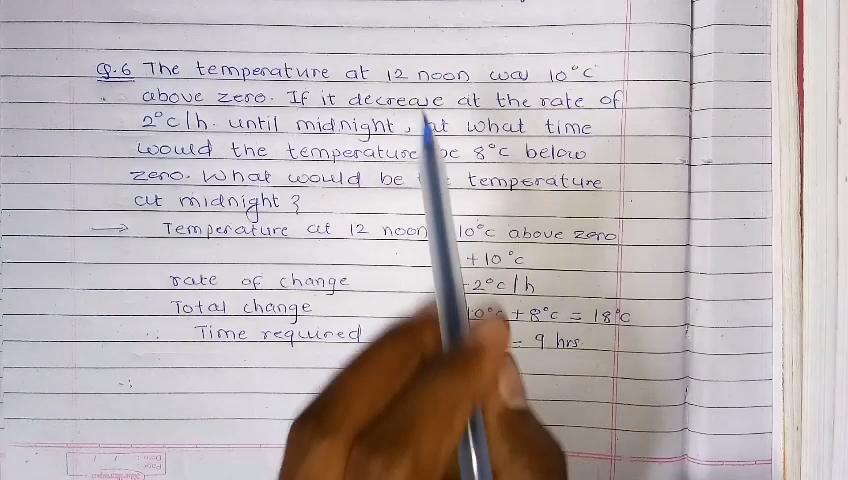 Q.6 The temperature at 12 noon was 10°C
above zero. If it decrease at the rate of
2°C/h. until midnight, at what time
would the temperature be 8°C below
zero. What would be temperature
at midnight?
→ Temperature at 12 noon 10°C above zero
+10°C
rate of change -2°C/h
Total change 10°C + 8°C = 18°C
∴ Time required = 9 hrs.
∴
Page:
Date: / /